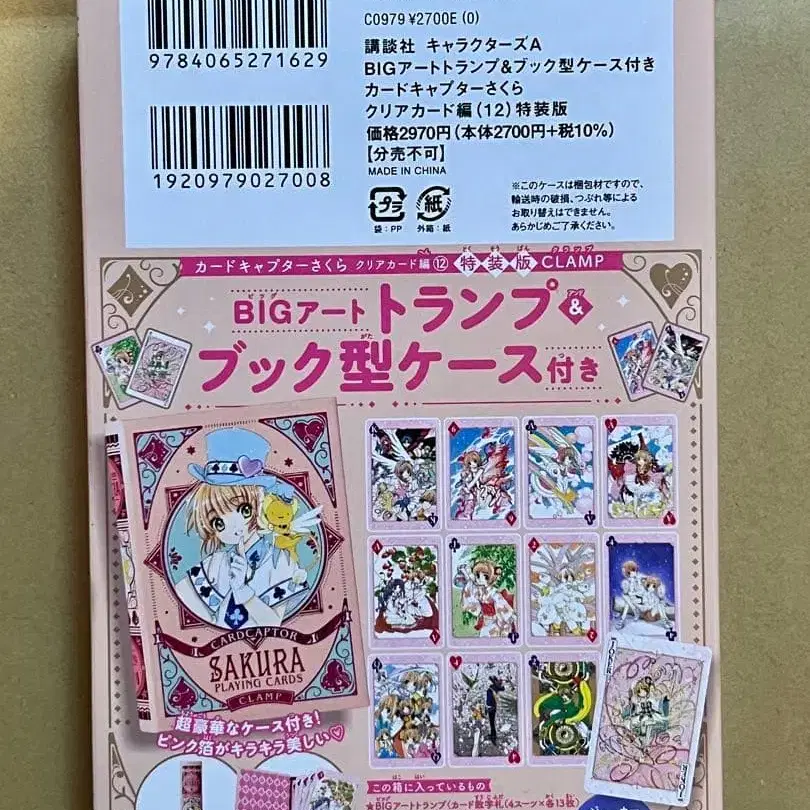 9784065271629
1920979027008
C0979 ¥2700E (0)
講談社 キャラクターズA
BIGアートトランプ&ブック型ケース付き
カードキャプターさくら
クリアカード編(12)特装版
価格2970円(本体2700円+税10%)
【分売不可】
MADE IN CHINA
プラ
袋:PP
紙
外箱:紙
※このケースは梱包材ですので、
輸送時の破損、つぶれ等による
お取り替えはできません。
あらかじめご了承ください。
カードキャプターさくら クリアカード編⑫ 特装版 CLAMP
BIGアートトランプ&
ブック型ケース付き
CARDCAPTOR
SAKURA
PLAYING CARDS
CLAMP
超豪華なケース付き!
ピンク箔がキラキラ美しい♡
JOKER
この箱に入っているもの
★BIGアートトランプ(カード数字札(4スーツ×各13枚)